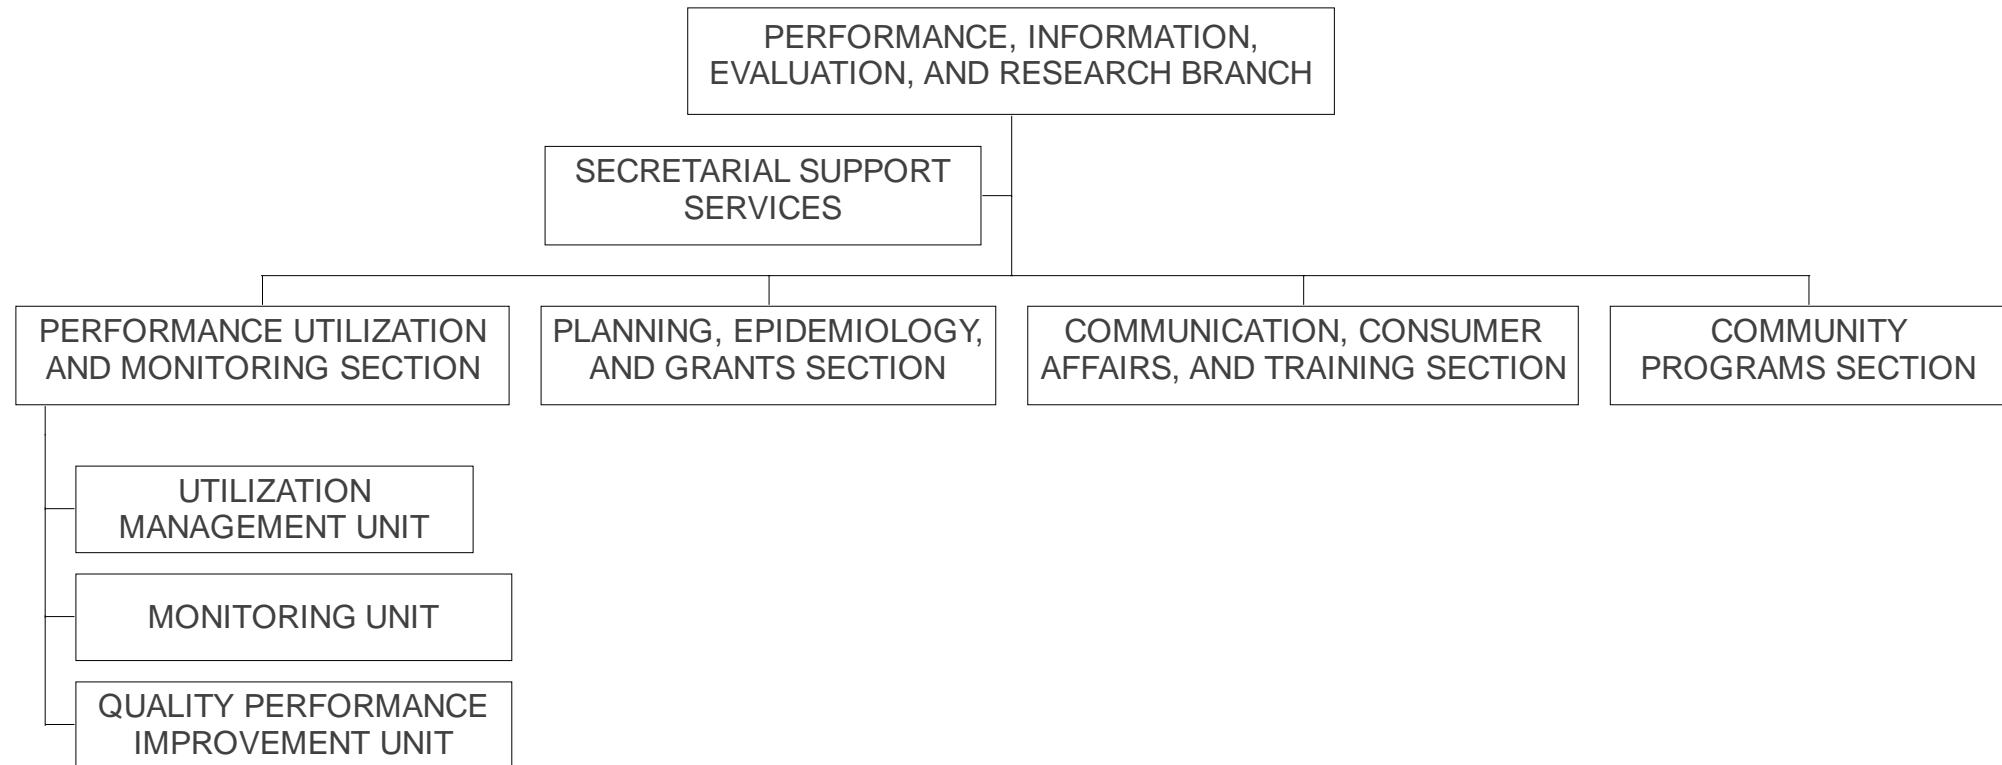 PERFORMANCE, INFORMATION,
EVALUATION, AND RESEARCH BRANCH
SECRETARIAL SUPPORT
SERVICES
PERFORMANCE UTILIZATION
AND MONITORING SECTION
PLANNING, EPIDEMIOLOGY,
AND GRANTS SECTION
COMMUNICATION, CONSUMER
AFFAIRS, AND TRAINING SECTION
COMMUNITY
PROGRAMS SECTION
UTILIZATION
MANAGEMENT UNIT
MONITORING UNIT
QUALITY PERFORMANCE
IMPROVEMENT UNIT